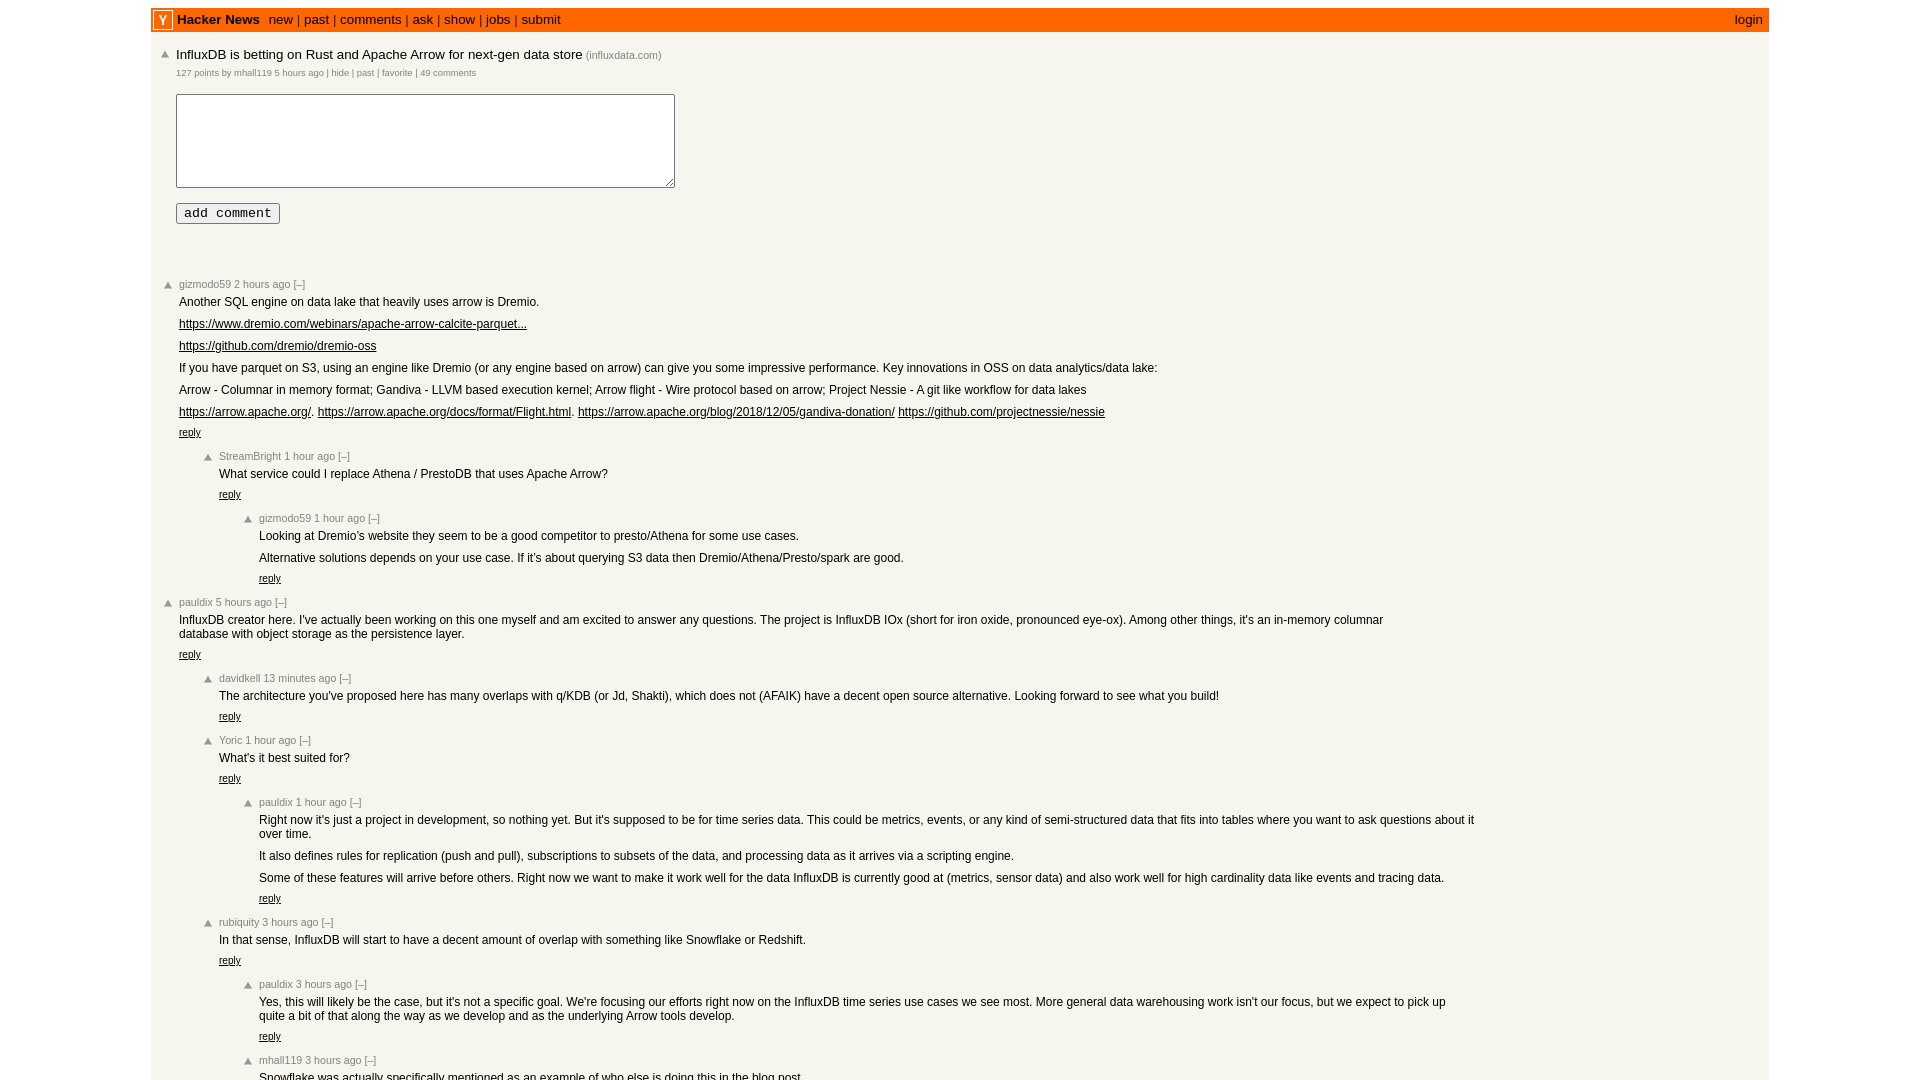 Y Hacker News new | past | comments | ask | show | jobs | submit login
InfluxDB is betting on Rust and Apache Arrow for next-gen data store (influxdata.com)
127 points by mhall119 5 hours ago | hide | past | favorite | 49 comments
add comment
gizmodo59 2 hours ago [–]
Another SQL engine on data lake that heavily uses arrow is Dremio.
https://www.dremio.com/webinars/apache-arrow-calcite-parquet...
https://github.com/dremio/dremio-oss
If you have parquet on S3, using an engine like Dremio (or any engine based on arrow) can give you some impressive performance. Key innovations in OSS on data analytics/data lake:
Arrow - Columnar in memory format; Gandiva - LLVM based execution kernel; Arrow flight - Wire protocol based on arrow; Project Nessie - A git like workflow for data lakes
https://arrow.apache.org/. https://arrow.apache.org/docs/format/Flight.html. https://arrow.apache.org/blog/2018/12/05/gandiva-donation/ https://github.com/projectnessie/nessie
reply
StreamBright 1 hour ago [–]
What service could I replace Athena / PrestoDB that uses Apache Arrow?
reply
gizmodo59 1 hour ago [–]
Looking at Dremio’s website they seem to be a good competitor to presto/Athena for some use cases.
Alternative solutions depends on your use case. If it’s about querying S3 data then Dremio/Athena/Presto/spark are good.
reply
pauldix 5 hours ago [–]
InfluxDB creator here. I've actually been working on this one myself and am excited to answer any questions. The project is InfluxDB IOx (short for iron oxide, pronounced eye-ox). Among other things, it's an in-memory columnar
database with object storage as the persistence layer.
reply
davidkell 13 minutes ago [–]
The architecture you've proposed here has many overlaps with q/KDB (or Jd, Shakti), which does not (AFAIK) have a decent open source alternative. Looking forward to see what you build!
reply
Yoric 1 hour ago [–]
What's it best suited for?
reply
pauldix 1 hour ago [–]
Right now it's just a project in development, so nothing yet. But it's supposed to be for time series data. This could be metrics, events, or any kind of semi-structured data that fits into tables where you want to ask questions about it
over time.
It also defines rules for replication (push and pull), subscriptions to subsets of the data, and processing data as it arrives via a scripting engine.
Some of these features will arrive before others. Right now we want to make it work well for the data InfluxDB is currently good at (metrics, sensor data) and also work well for high cardinality data like events and tracing data.
reply
rubiquity 3 hours ago [–]
In that sense, InfluxDB will start to have a decent amount of overlap with something like Snowflake or Redshift.
reply
pauldix 3 hours ago [–]
Yes, this will likely be the case, but it's not a specific goal. We're focusing our efforts right now on the InfluxDB time series use cases we see most. More general data warehousing work isn't our focus, but we expect to pick up
quite a bit of that along the way as we develop and as the underlying Arrow tools develop.
reply
mhall119 3 hours ago [–]
Snowflake was actually specifically mentioned as an example of who else is doing this in the blog post.